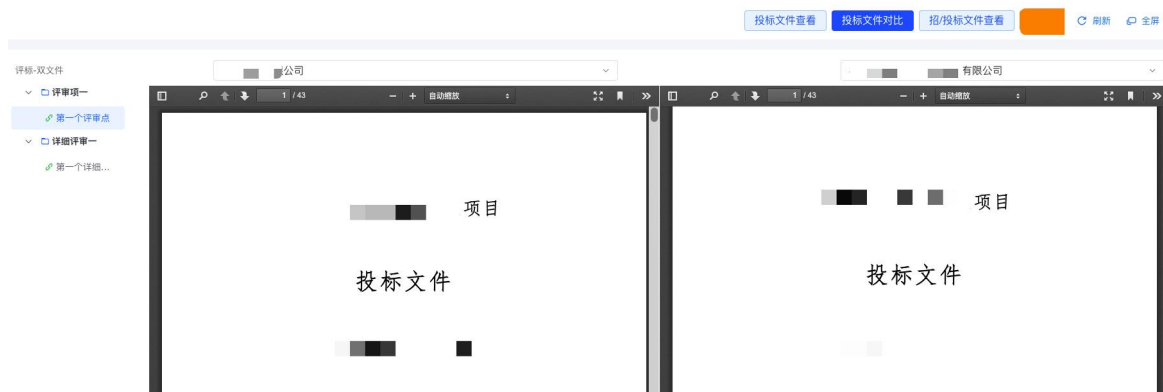 投标文件查看 投标文件对比 招/投标文件查看 刷新 全屏
评标-双文件
公司
有限公司
评审项一
第一个评审点
详细评审一
第一个详细...
1 / 43 自动缩放
1 / 43 自动缩放
项目
投标文件
项目
投标文件